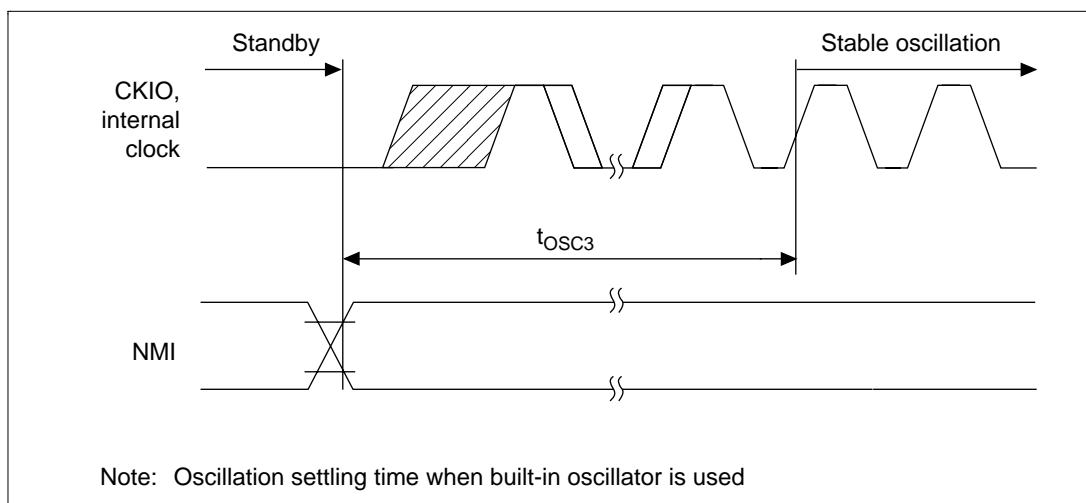 Standby
Stable oscillation
CKIO,
internal
clock
tOSC3
NMI
Note: Oscillation settling time when built-in oscillator is used